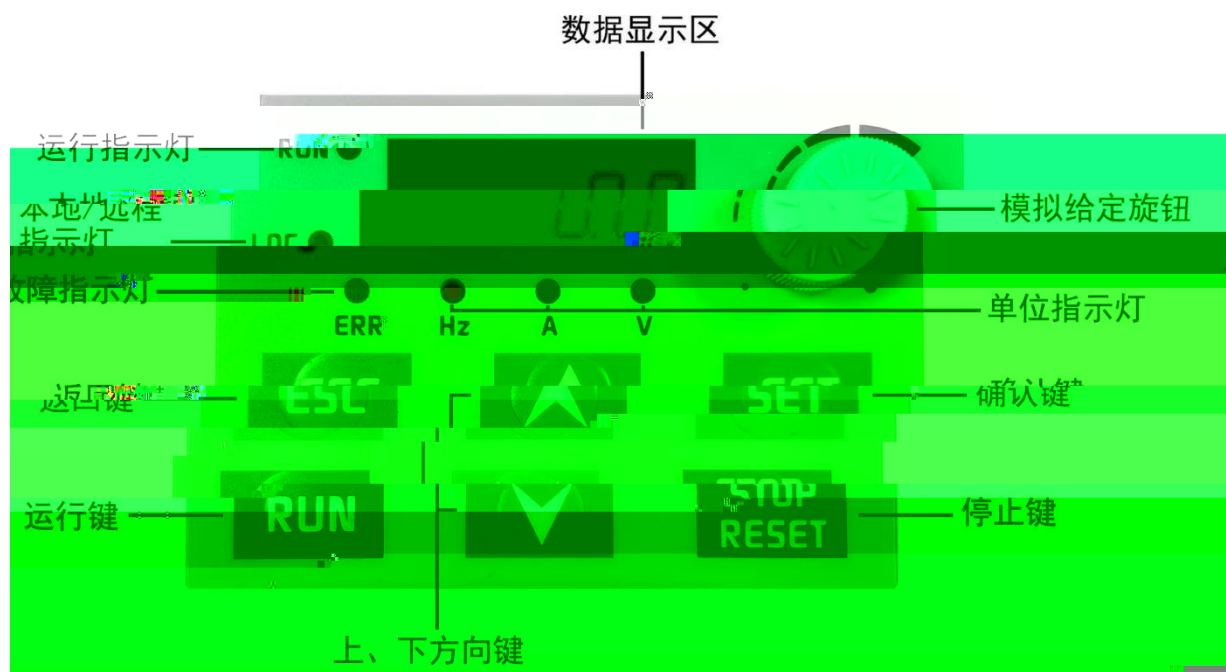 数据显示区
运行指示灯
RUN
本地/远程
指示灯
LOC
模拟给定旋钮
故障指示灯
单位指示灯
ERR
Hz
A
V
返回键
ESC
SET
确认键
运行键
RUN
STOP
RESET
停止键
上、下方向键